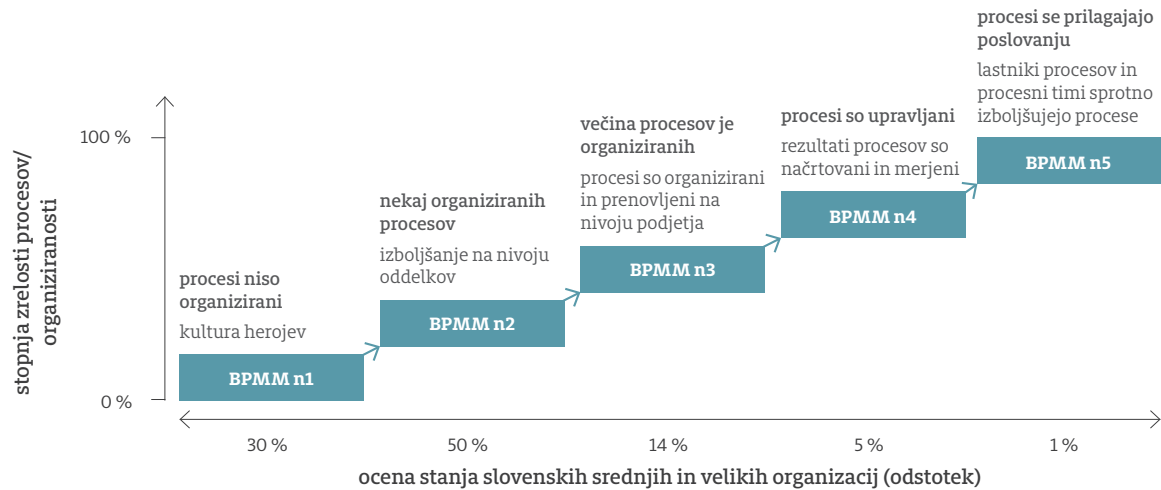 procesi se prilagajajo
poslovanju
lastniki procesov in
procesni timi sprotno
izboljšujejo procese
BPMM n5
procesi so upravljani
rezultati procesov so
načrtovani in merjeni
BPMM n4
večina procesov je
organiziranih
procesi so organizirani
in prenovljeni na
nivoju podjetja
BPMM n3
nekaj organiziranih
procesov
izboljšanje na nivoju
oddelkov
BPMM n2
procesi niso
organizirani
kultura herojev
BPMM n1
stopnja zrelosti procesov/
organiziranosti
100 %
0 %
30 %
50 %
14 %
5 %
1 %
ocena stanja slovenskih srednjih in velikih organizacij (odstotek)